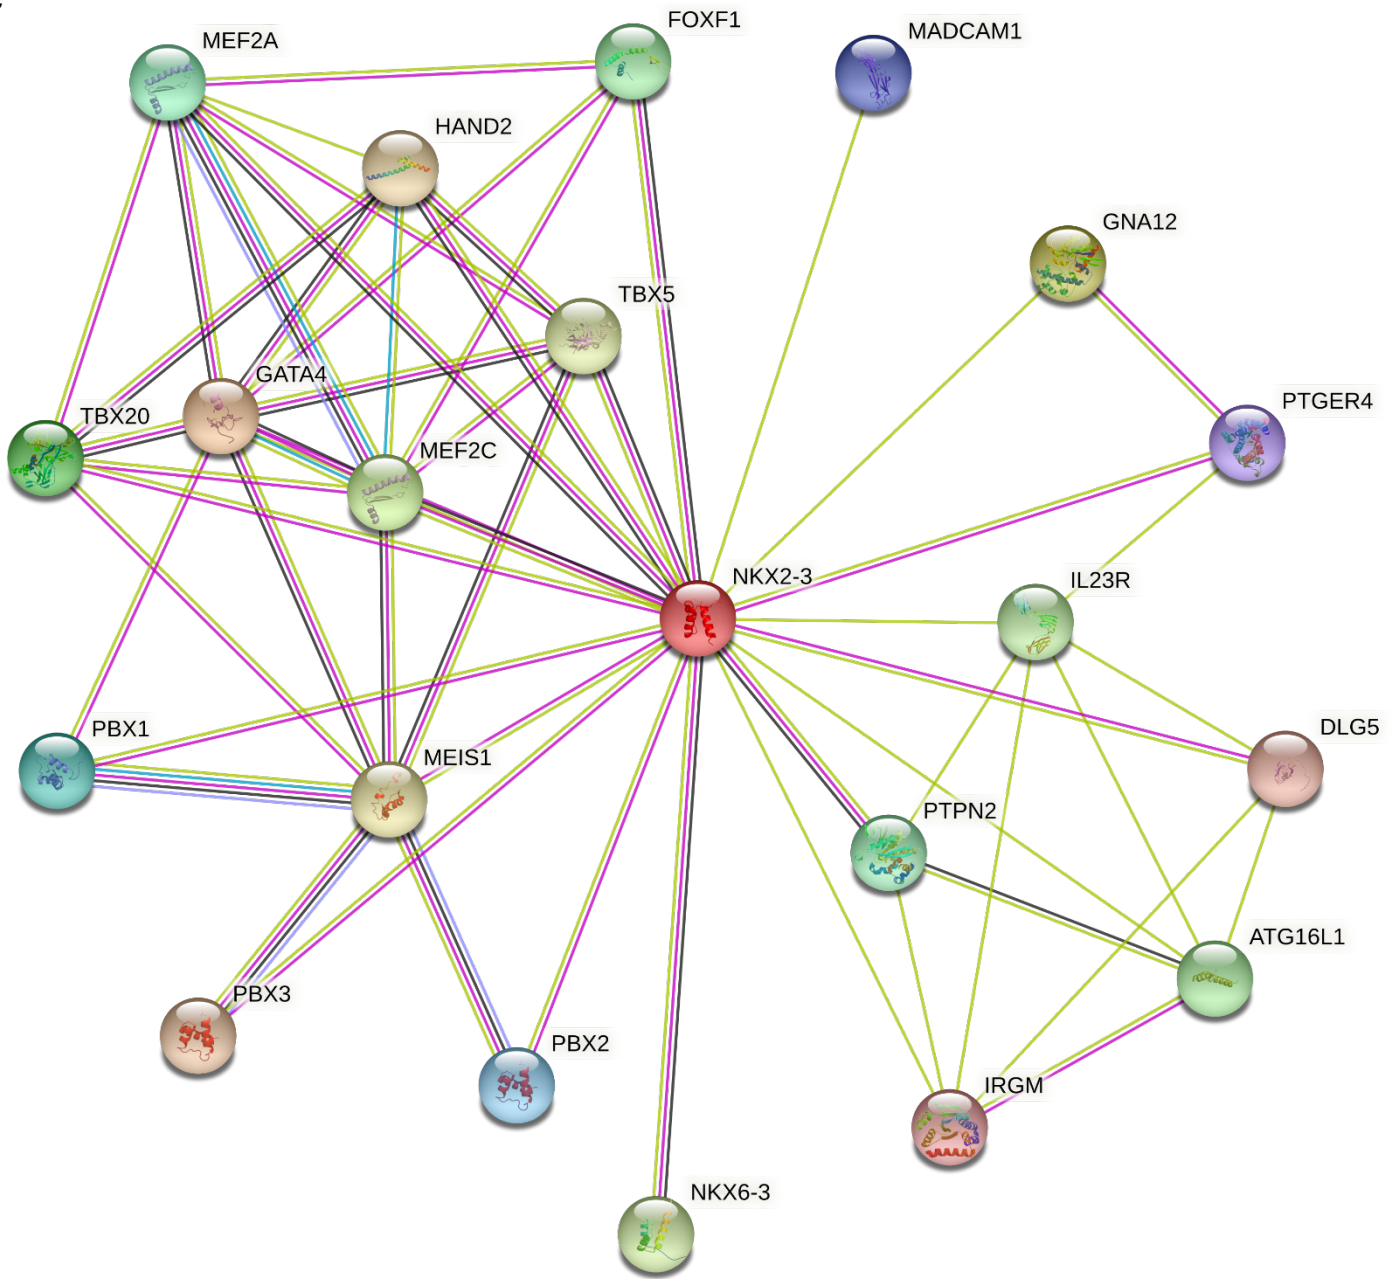 FOXF1
MADCAM1
MEF2A
HAND2
GNA12
TBX5
GATA4
PTGER4
TBX20
MEF2C
NKX2-3
IL23R
PBX1
DLG5
MEIS1
PTPN2
ATG16L1
PBX3
PBX2
IRGM
NKX6-3